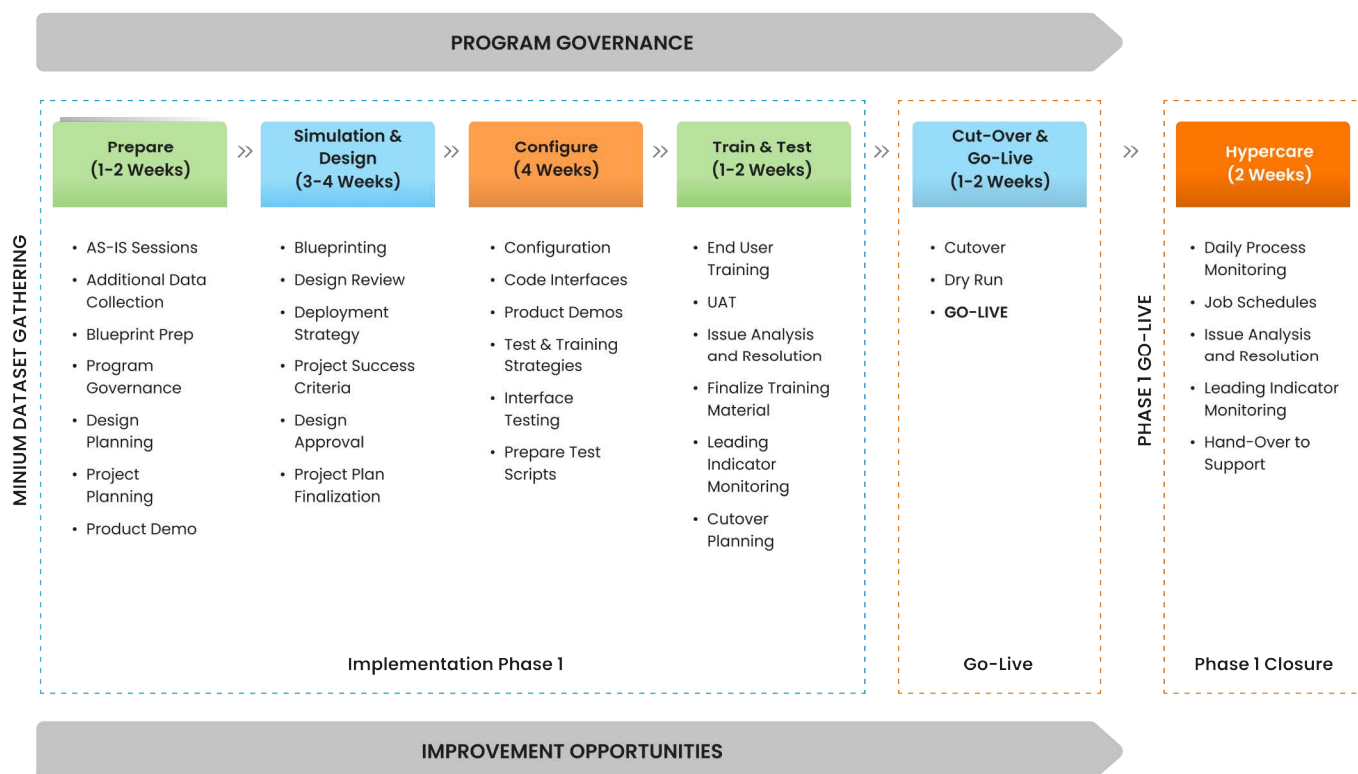 PROGRAM GOVERNANCE
MINIUM DATASET GATHERING
Prepare
(1-2 Weeks)
• AS-IS Sessions
• Additional Data
Collection
• Blueprint Prep
• Program
Governance
• Design
Planning
• Project
Planning
• Product Demo
Simulation &
Design
(3-4 Weeks)
• Blueprinting
• Design Review
• Deployment
Strategy
• Project Success
Criteria
• Design
Approval
• Project Plan
Finalization
Configure
(4 Weeks)
• Configuration
• Code Interfaces
• Product Demos
• Test & Training
Strategies
• Interface
Testing
• Prepare Test
Scripts
Train & Test
(1-2 Weeks)
• End User
Training
• UAT
• Issue Analysis
and Resolution
• Finalize Training
Material
• Leading
Indicator
Monitoring
• Cutover
Planning
Implementation Phase 1
Cut-Over &
Go-Live
(1-2 Weeks)
• Cutover
• Dry Run
• GO-LIVE
Go-Live
PHASE 1 GO-LIVE
Hypercare
(2 Weeks)
• Daily Process
Monitoring
• Job Schedules
• Issue Analysis
and Resolution
• Leading Indicator
Monitoring
• Hand-Over to
Support
Phase 1 Closure
IMPROVEMENT OPPORTUNITIES